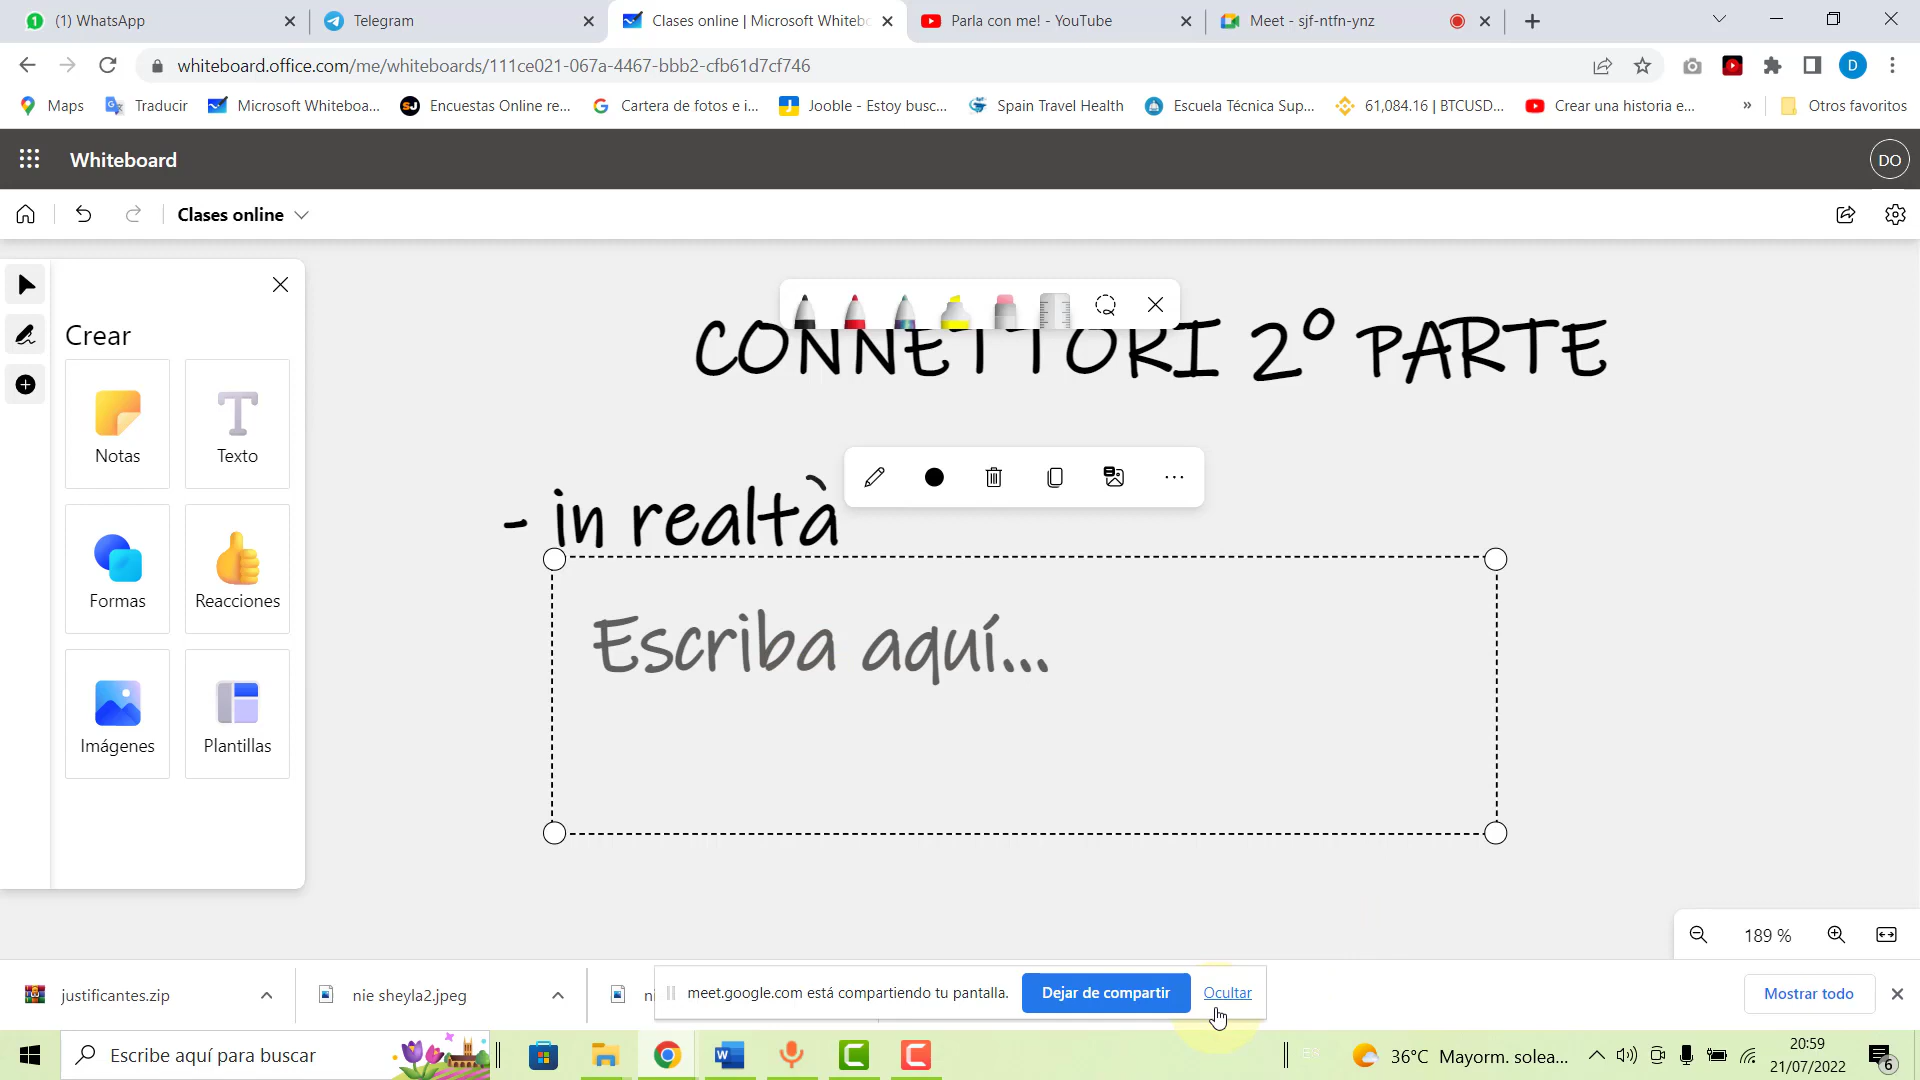 (1) WhatsApp
Telegram
Clases online | Microsoft Whitebo
Parla con me! - YouTube
Meet - sjf-ntfn-ynz
whiteboard.office.com/me/whiteboards/111ce021-067a-4467-bbb2-cfb61d7cf746
D
Maps
Traducir
Microsoft Whiteboa...
Encuestas Online re...
Cartera de fotos e i...
Jooble - Estoy busc...
Spain Travel Health
Escuela Técnica Sup...
61,084.16 | BTCUSD...
Crear una historia e...
»
Otros favoritos
Whiteboard
DO
Clases online
Crear
Notas
Texto
Formas
Reacciones
Imágenes
Plantillas
CONNETTORI 2º PARTE
- in realtà
Escriba aquí...
189 %
justificantes.zip
nie sheyla2.jpeg
meet.google.com está compartiendo tu pantalla.
Dejar de compartir
Ocultar
Mostrar todo
Escribe aquí para buscar
36°C Mayorm. solea...
20:59
21/07/2022
6